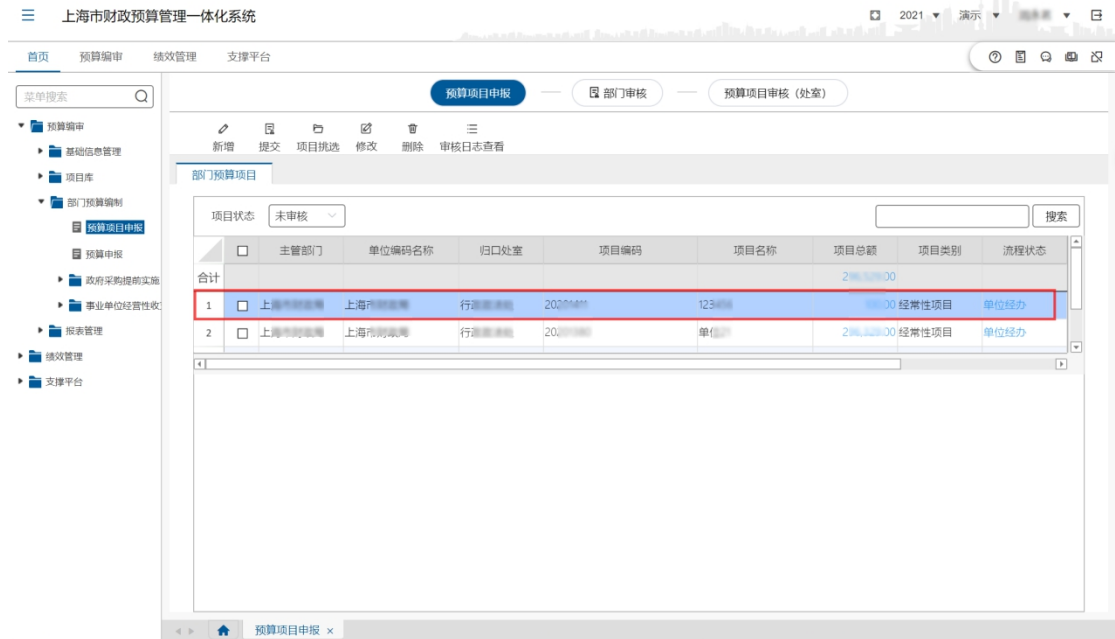 上海市财政预算管理一体化系统
2021 演示
首页 预算编审 绩效管理 支撑平台
菜单搜索
预算编审
基础信息管理
项目库
部门预算编制
预算项目申报
预算申报
政府采购提前实施
事业单位经营性收
报表管理
绩效管理
支撑平台
预算项目申报 部门审核 预算项目审核（处室）
新增 提交 项目挑选 修改 删除 审核日志查看
部门预算项目
项目状态 未审核 搜索
主管部门 单位编码名称 归口处室 项目编码 项目名称 项目总额 项目类别 流程状态
合计
1 经常性项目 单位经办
2 经常性项目 单位经办
预算项目申报 ×